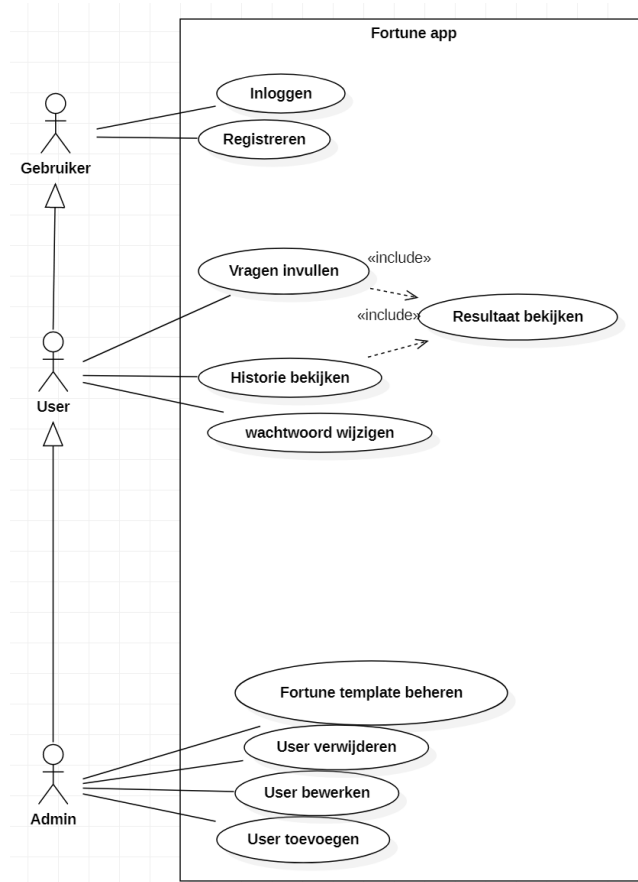 Fortune app
Inloggen
Registreren
Gebruiker
Vragen invullen
«include»
«include»
Resultaat bekijken
User
Historie bekijken
wachtwoord wijzigen
Fortune template beheren
User verwijderen
User bewerken
Admin
User toevoegen